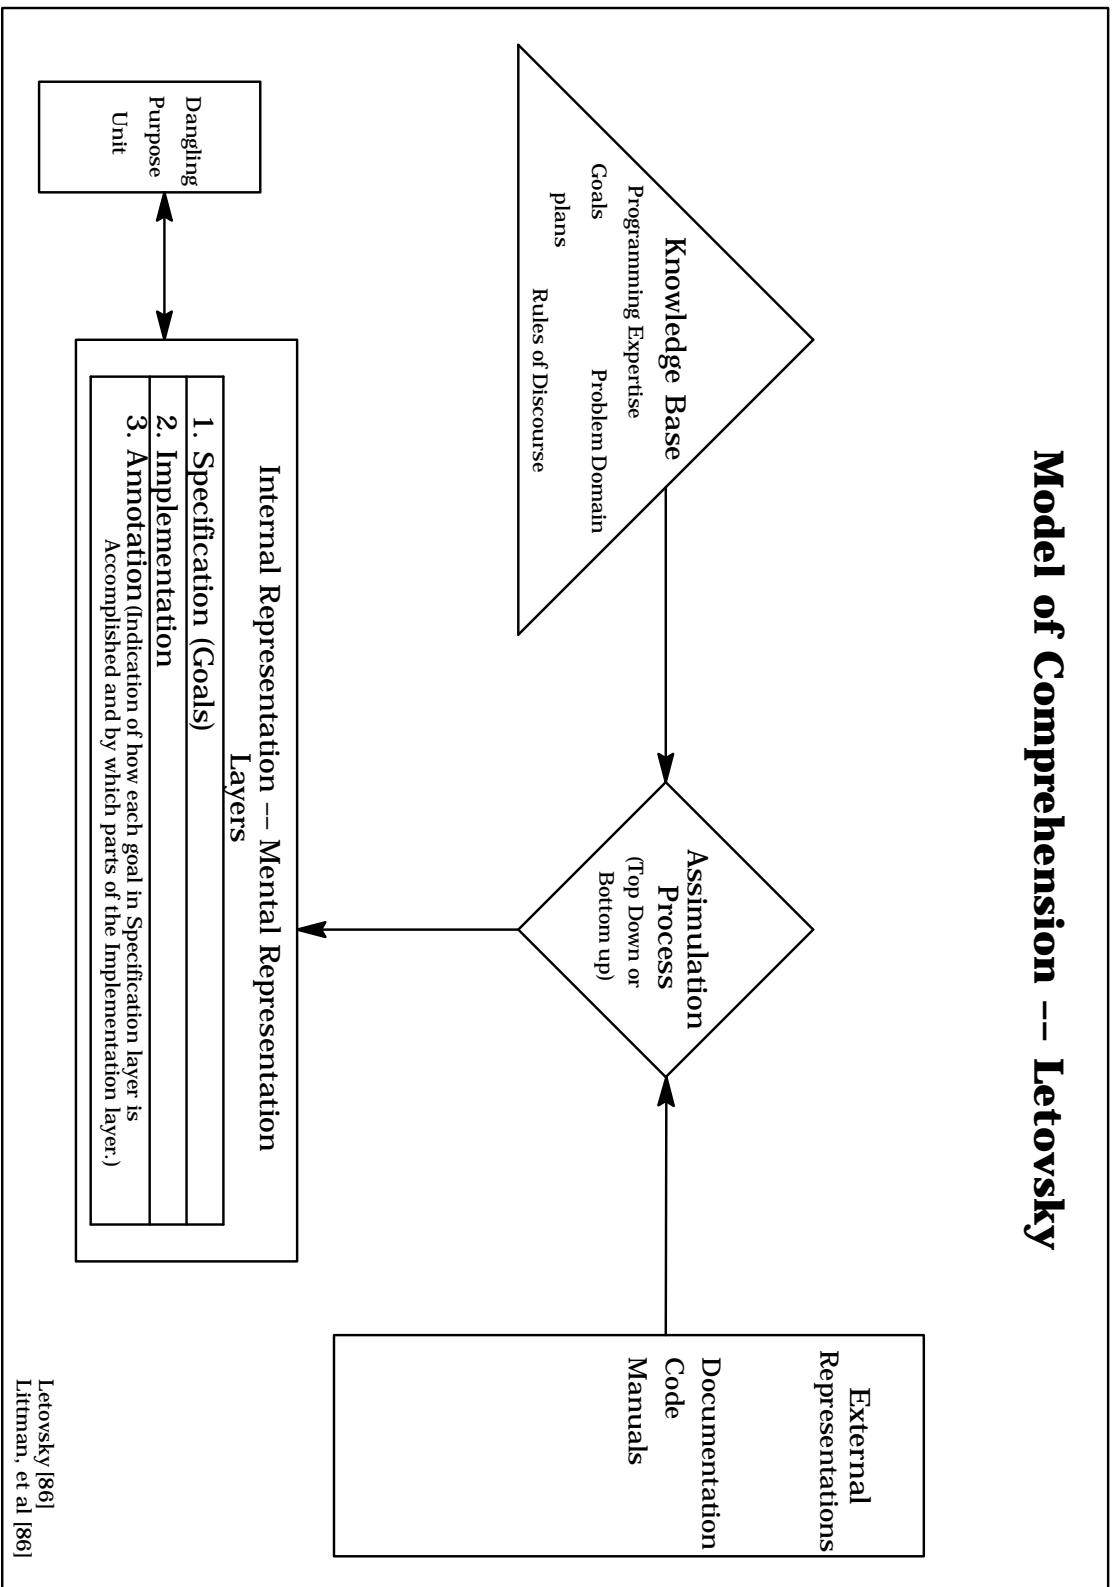 Model of Comprehension -- Letovsky
Knowledge Base
Programming Expertise
Goals
Problem Domain
plans
Rules of Discourse
Assimulation
Process
(Top Down or
Bottom up)
External
Representations
Documentation
Code
Manuals
Internal Representation -- Mental Representation
Layers
1. Specification (Goals)
2. Implementation
3. Annotation (Indication of how each goal in Specification layer is
Accomplished and by which parts of the Implementation layer.)
Dangling
Purpose
Unit
Letovsky [86]
Littman, et al [86]